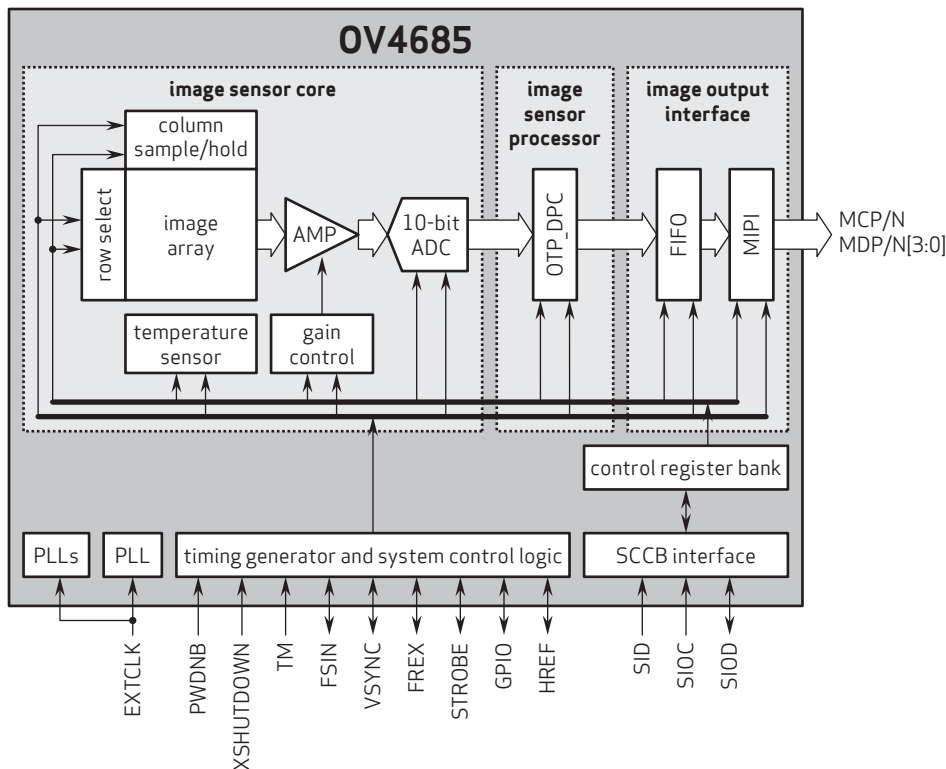 OV4685
image sensor core
image
sensor
processor
image output
interface
column
sample/hold
row select
image
array
AMP
10-bit
ADC
OTP_DPC
FIFO
MIPI
MCP/N
MDP/N[3:0]
temperature
sensor
gain
control
control register bank
PLLs
PLL
timing generator and system control logic
SCCB interface
EXTCLK
PWDNB
XSHUTDOWN
TM
FSIN
VSYNC
FREX
STROBE
GPIO
HREF
SID
SIOC
SIOD